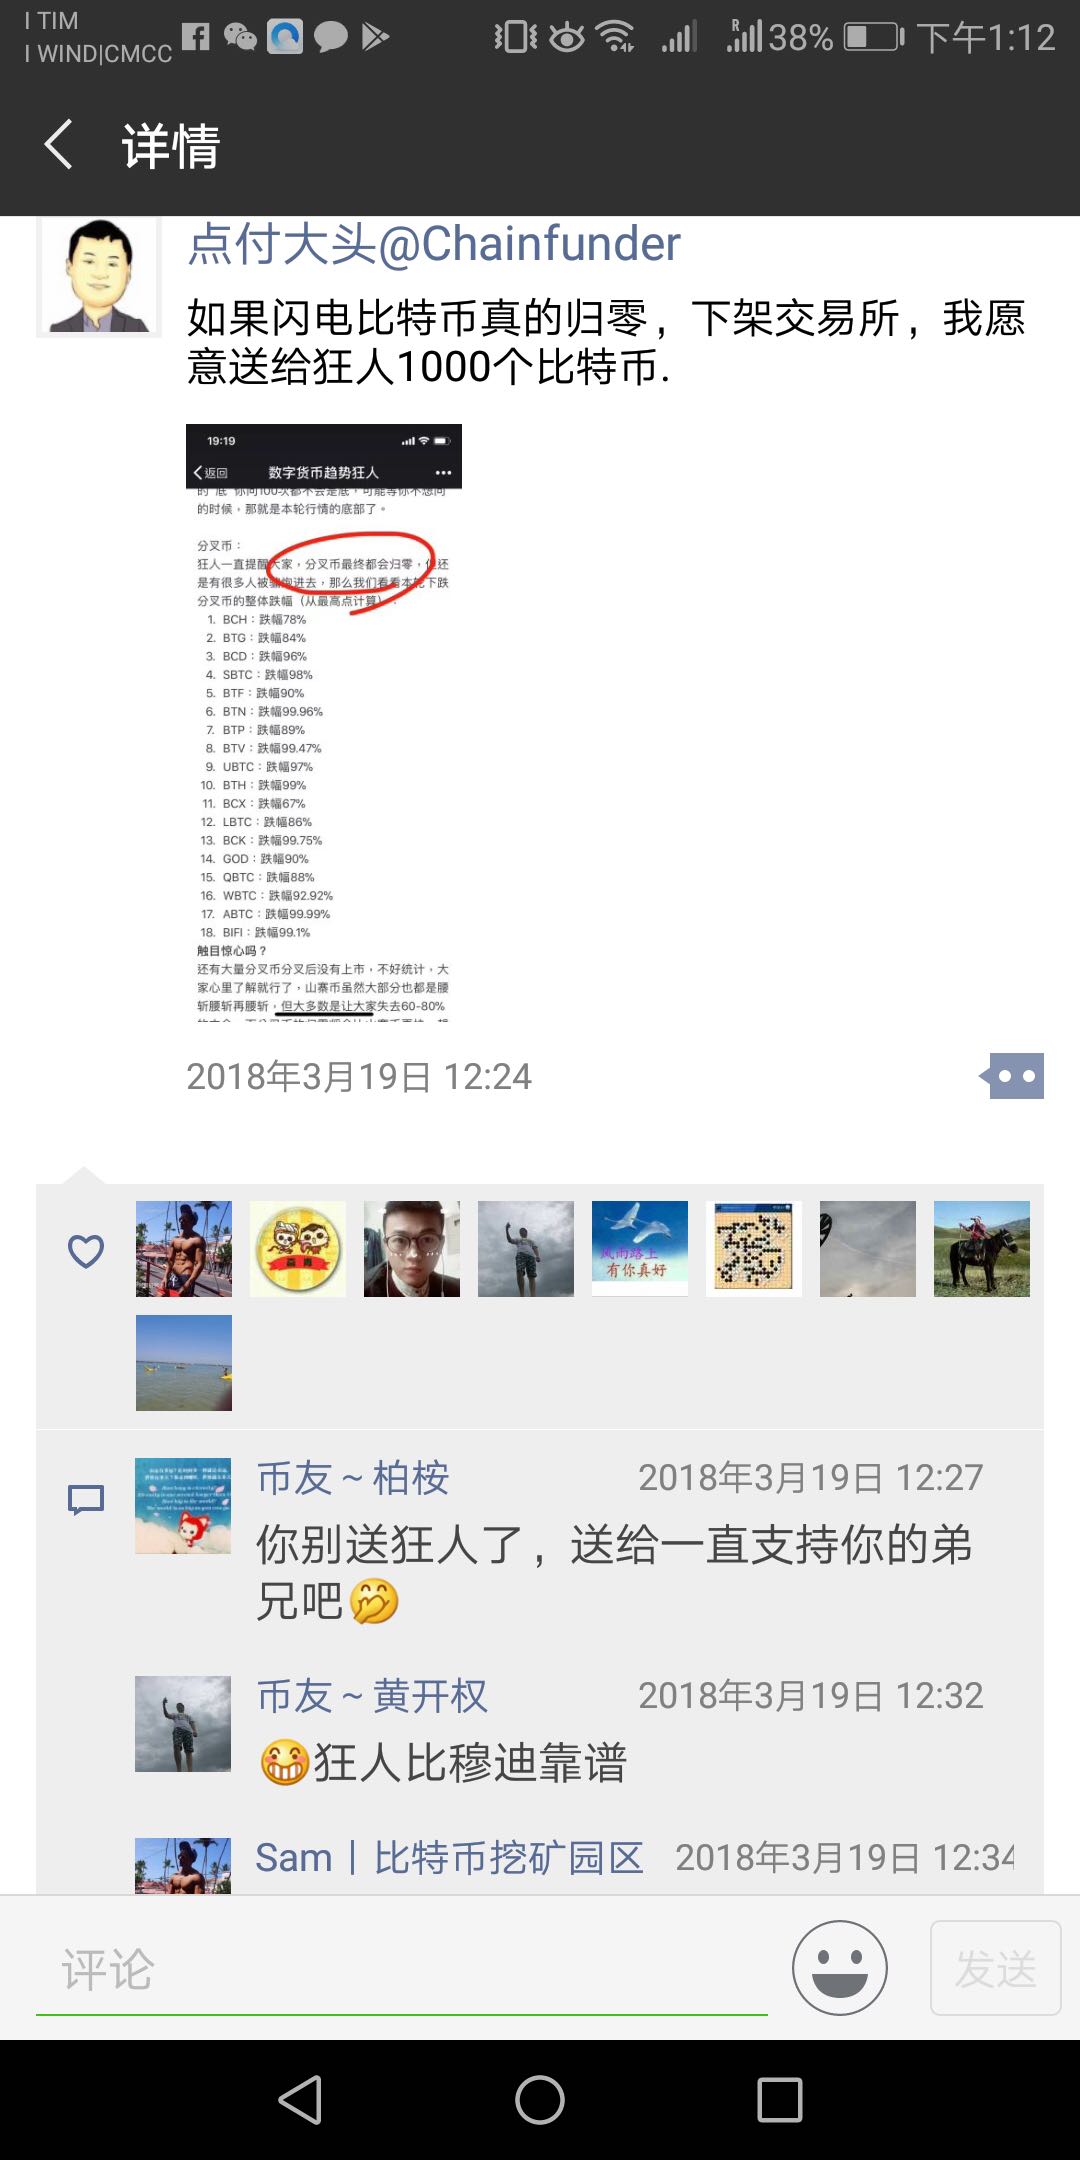 I TIM
I WIND|CMCC
38%
下午1:12
详情
点付大头@Chainfunder
如果闪电比特币真的归零，下架交易所，我愿
意送给狂人1000个比特币.
19:19
返回
数字货币趋势狂人
的“底”你问100次都不会是底，可能等你不想问
的时候，那就是本轮行情的底部了。
分叉币：
狂人一直提醒大家，分叉币最终都会归零，但还
是有很多人被 进去，那么我们看看本轮下跌
分叉币的整体跌幅（从最高点计算）：
1. BCH：跌幅78%
2. BTG：跌幅84%
3. BCD：跌幅96%
4. SBTC：跌幅98%
5. BTF：跌幅90%
6. BTN：跌幅99.96%
7. BTP：跌幅89%
8. BTV：跌幅99.47%
9. UBTC：跌幅97%
10. BTH：跌幅99%
11. BCX：跌幅67%
12. LBTC：跌幅86%
13. BCK：跌幅99.75%
14. GOD：跌幅90%
15. QBTC：跌幅88%
16. WBTC：跌幅92.92%
17. ABTC：跌幅99.99%
18. BIFI：跌幅99.1%
触目惊心吗？
还有大量分叉币分叉后没有上市，不好统计，大
家心里了解就行了，山寨币虽然大部分也都是腰
斩腰斩再腰斩，但大多数是让大家失去60-80%
2018年3月19日 12:24
风雨路上
有你真好
币友～柏桉
2018年3月19日 12:27
你别送狂人了，送给一直支持你的弟
兄吧🤭
币友～黄开权
2018年3月19日 12:32
😁狂人比穆迪靠谱
Sam｜比特币挖矿园区
2018年3月19日 12:34
评论
发送